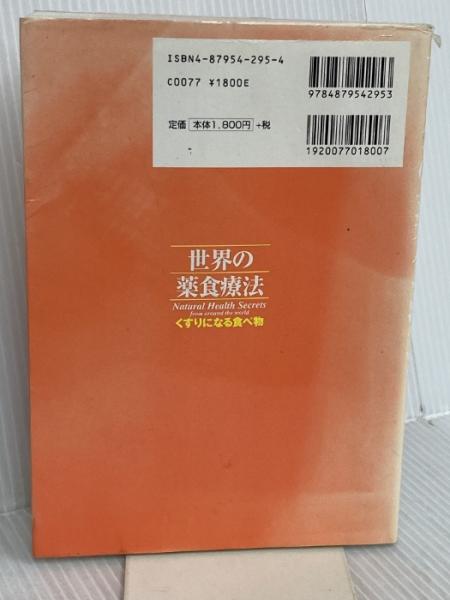 ISBN4-87954-295-4
C0077 ¥1800E
定価 本体1,800円 +税
9784879542953
1920077018007
世界の
薬食療法
Natural Health Secrets
from around the world
くすりになる食べ物